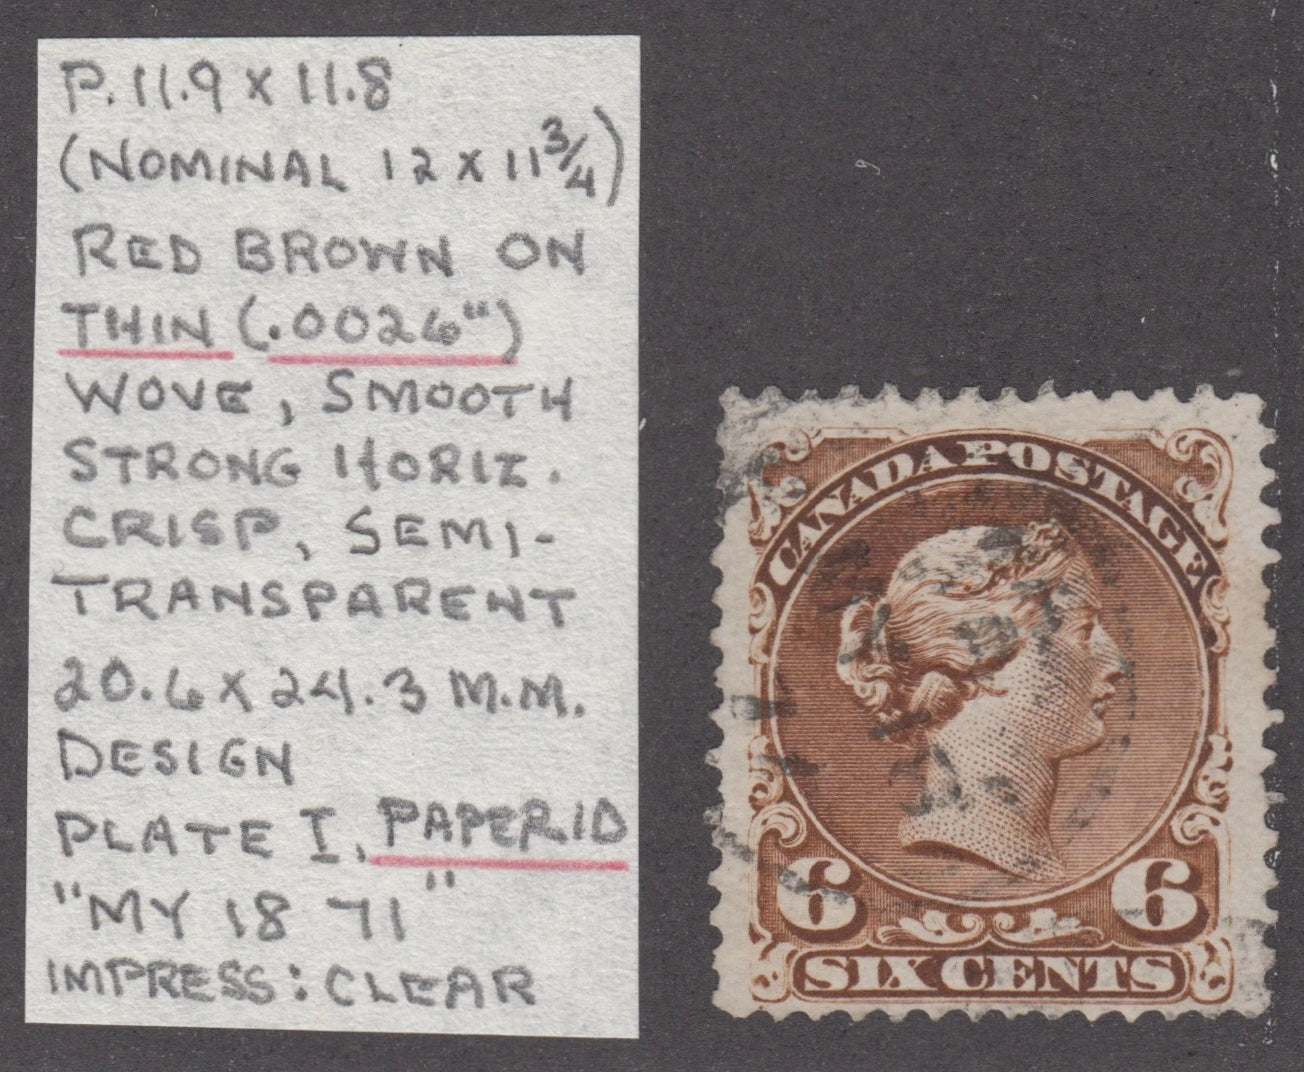 P. 11.9 x 11.8
(NOMINAL 12 x 11 3/4)
RED BROWN ON
THIN (.0026")
WOVE, SMOOTH
STRONG HORIZ.
CRISP, SEMI-
TRANSPARENT
20.6 x 24.3 M.M.
DESIGN
PLATE I, PAPER 10
"MY 18 71"
IMPRESS: CLEAR
CANADA POSTAGE
6 6
SIX CENTS